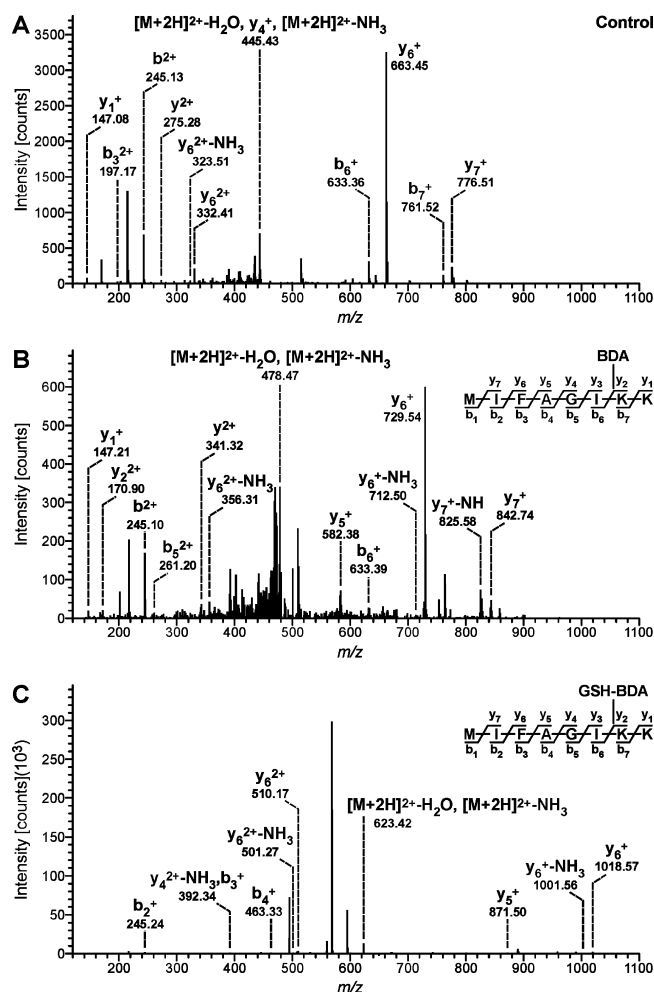 A
Control
[M+2H]²⁺-H₂O, y₄⁺, [M+2H]²⁺-NH₃
445.43
y₆⁺
663.45
b²⁺
245.13
y₁⁺
147.08
y²⁺
275.28
b₃²⁺
197.17
y₆²⁺-NH₃
323.51
y₆²⁺
332.41
b₆⁺
633.36
b₇⁺
761.52
y₇⁺
776.51
Intensity [counts]
3500
3000
2500
2000
1500
1000
500
0
200 300 400 500 600 700 800 900 1000 1100
m/z
B
[M+2H]²⁺-H₂O, [M+2H]²⁺-NH₃
478.47
BDA
y₇ y₆ y₅ y₄ y₃ y₂ y₁
M I F A G I K K
b₁ b₂ b₃ b₄ b₅ b₆ b₇
y₆⁺
729.54
y₁⁺
147.21
y₂²⁺
170.90
b²⁺
245.10
b₅²⁺
261.20
y²⁺
341.32
y₆²⁺-NH₃
356.31
y₅⁺
582.38
b₆⁺
633.39
y₆⁺-NH₃
712.50
y₇⁺-NH
825.58
y₇⁺
842.74
Intensity [counts]
600
500
400
300
200
100
0
200 300 400 500 600 700 800 900 1000 1100
m/z
C
GSH-BDA
y₇ y₆ y₅ y₄ y₃ y₂ y₁
M I F A G I K K
b₁ b₂ b₃ b₄ b₅ b₆ b₇
y₆²⁺
510.17
[M+2H]²⁺-H₂O, [M+2H]²⁺-NH₃
623.42
y₆²⁺-NH₃
501.27
y₄²⁺-NH₃,b₃⁺
392.34
b₂⁺
245.24
b₄⁺
463.33
y₅⁺
871.50
y₆⁺-NH₃
1001.56
y₆⁺
1018.57
Intensity [counts](10³)
300
250
200
150
100
50
0
200 300 400 500 600 700 800 900 1000 1100
m/z